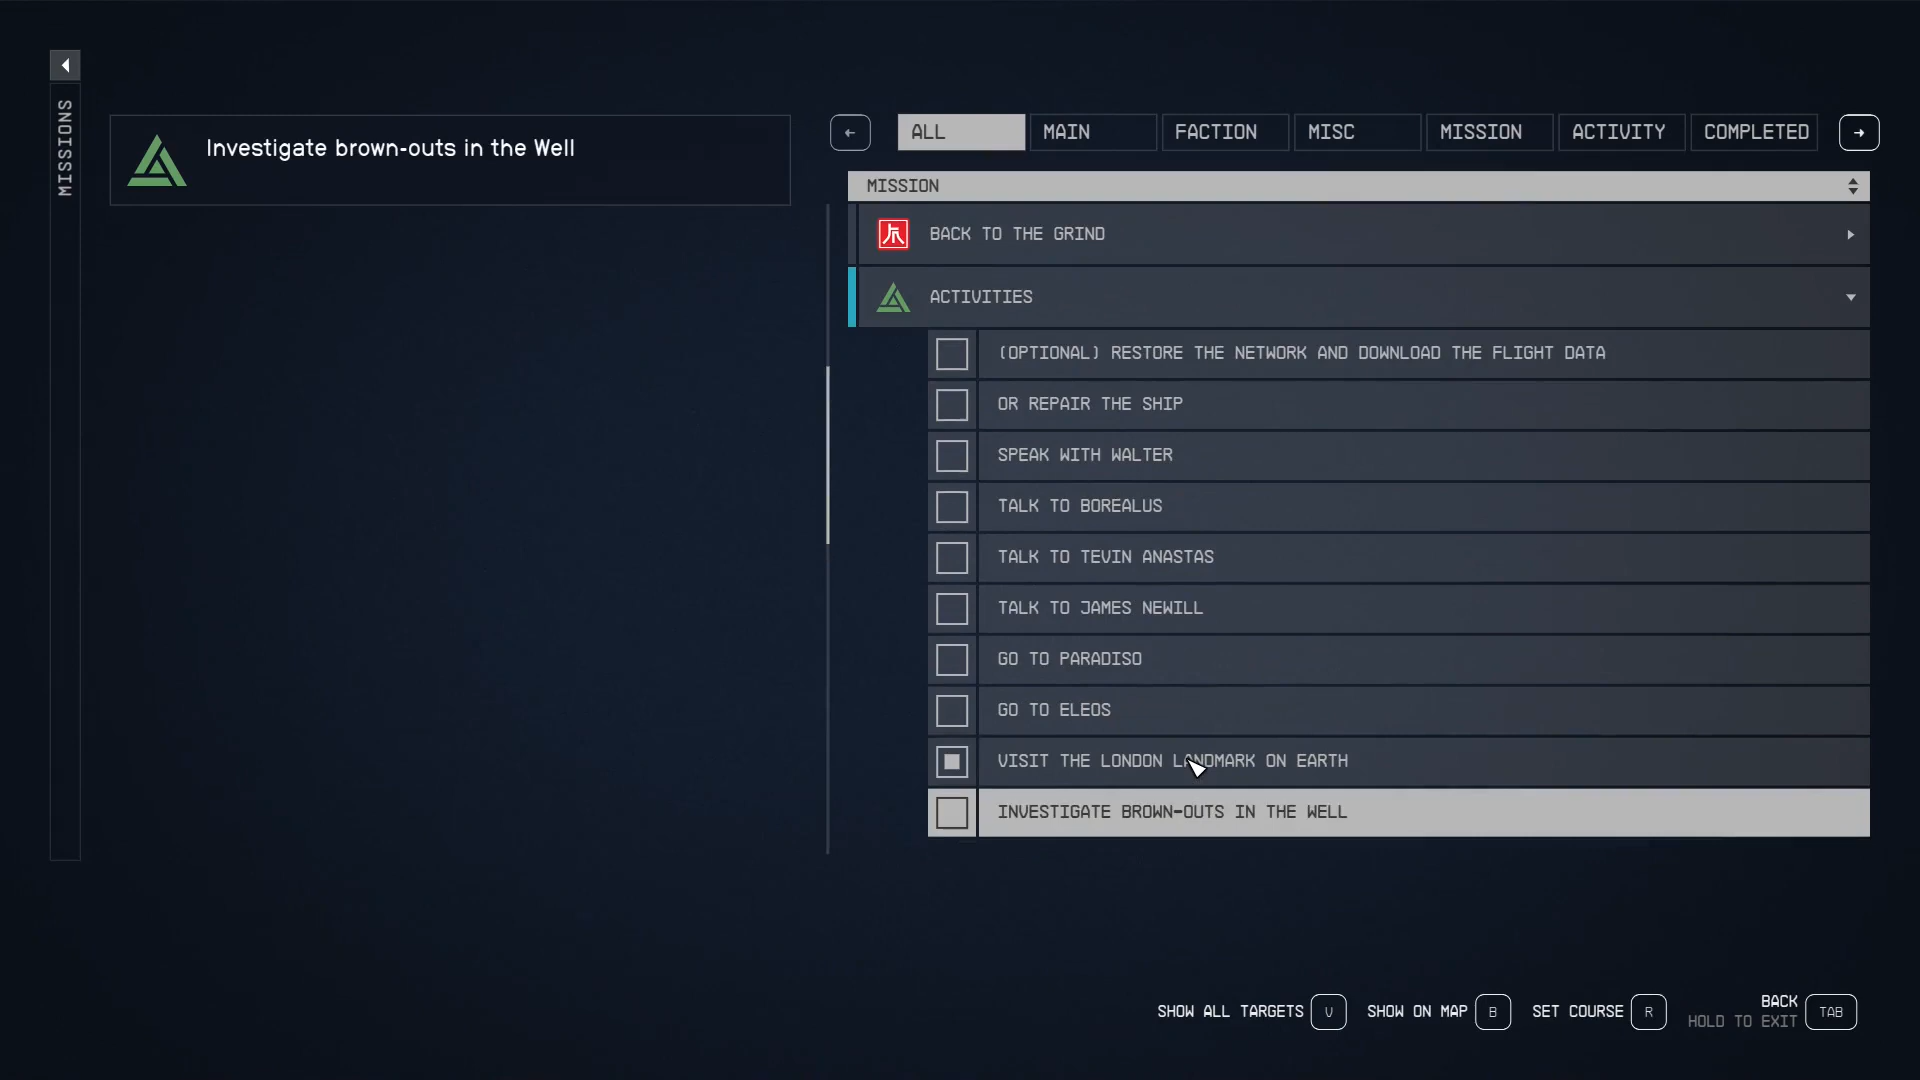 MISSIONS
Investigate brown-outs in the Well
ALL
MAIN
FACTION
MISC
MISSION
ACTIVITY
COMPLETED
MISSION
BACK TO THE GRIND
ACTIVITIES
(OPTIONAL) RESTORE THE NETWORK AND DOWNLOAD THE FLIGHT DATA
OR REPAIR THE SHIP
SPEAK WITH WALTER
TALK TO BOREALUS
TALK TO TEVIN ANASTAS
TALK TO JAMES NEWILL
GO TO PARADISO
GO TO ELEOS
VISIT THE LONDON LANDMARK ON EARTH
INVESTIGATE BROWN-OUTS IN THE WELL
SHOW ALL TARGETS V
SHOW ON MAP B
SET COURSE R
BACK
HOLD TO EXIT
TAB